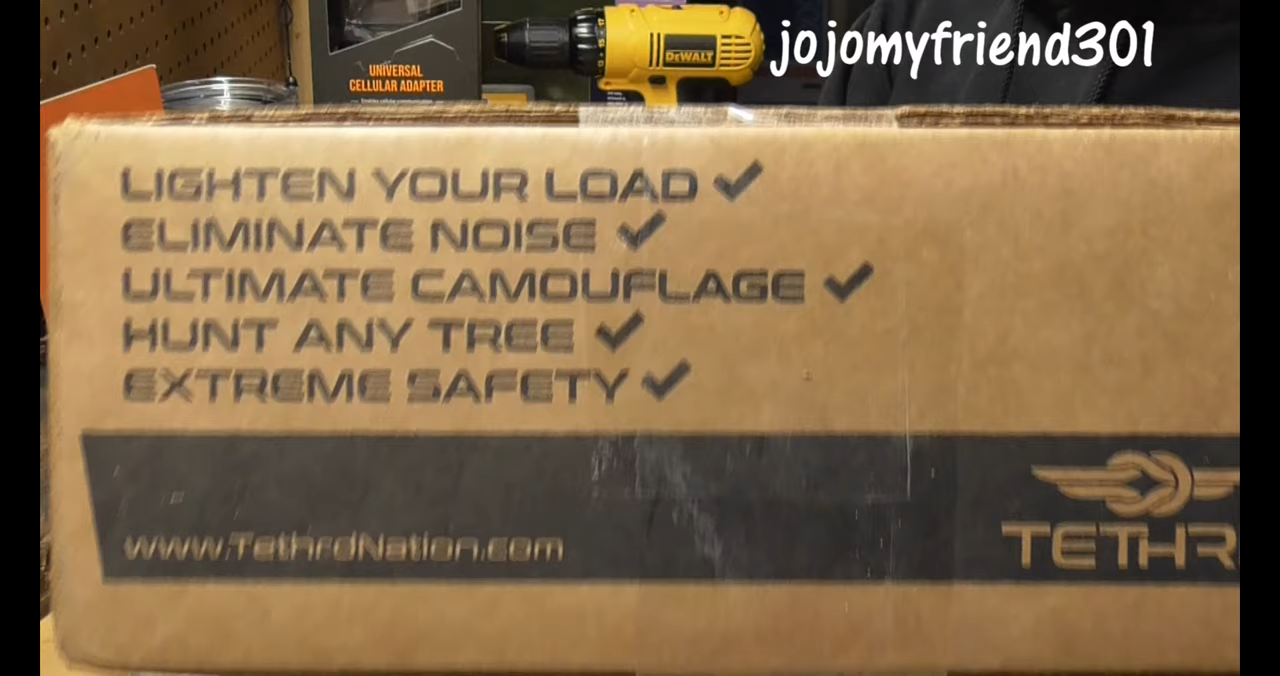 jojomyfriend301
UNIVERSAL
CELLULAR ADAPTER
DEWALT
LIGHTEN YOUR LOAD ✓
ELIMINATE NOISE ✓
ULTIMATE CAMOUFLAGE ✓
HUNT ANY TREE ✓
EXTREME SAFETY ✓
www.TethrdNation.com
TETHR